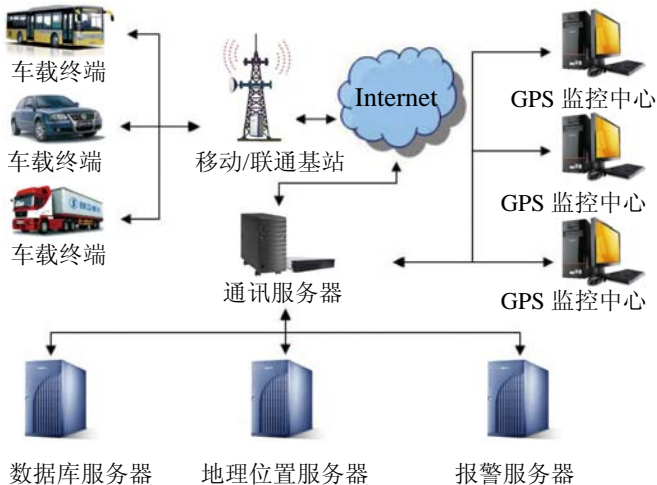 车载终端
车载终端
车载终端
移动/联通基站
Internet
GPS 监控中心
GPS 监控中心
GPS 监控中心
通讯服务器
数据库服务器
地理位置服务器
报警服务器